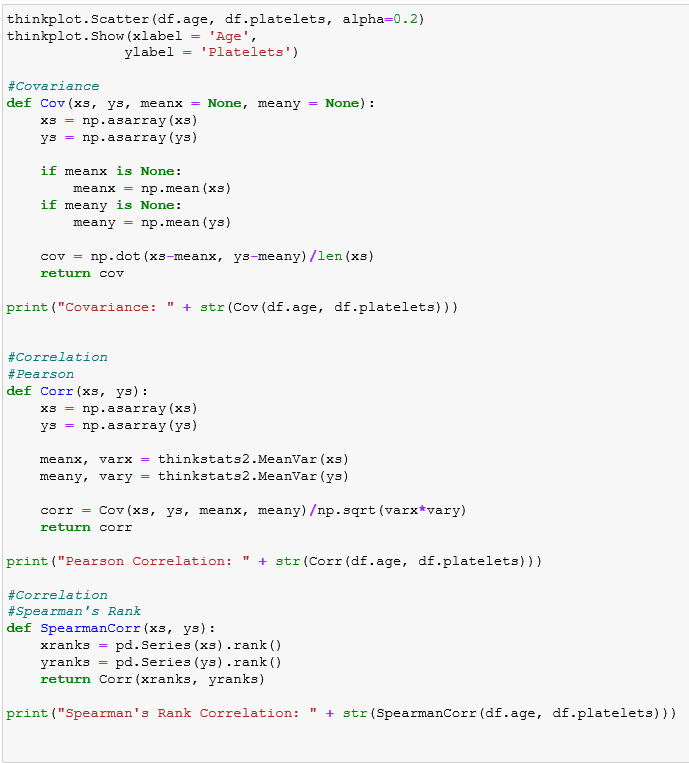 thinkplot.Scatter(df.age, df.platelets, alpha=0.2)
thinkplot.Show(xlabel = 'Age',
              ylabel = 'Platelets')

#Covariance
def Cov(xs, ys, meanx = None, meany = None):
    xs = np.asarray(xs)
    ys = np.asarray(ys)

    if meanx is None:
        meanx = np.mean(xs)
    if meany is None:
        meany = np.mean(ys)

    cov = np.dot(xs-meanx, ys-meany)/len(xs)
    return cov

print("Covariance: " + str(Cov(df.age, df.platelets)))


#Correlation
#Pearson
def Corr(xs, ys):
    xs = np.asarray(xs)
    ys = np.asarray(ys)

    meanx, varx = thinkstats2.MeanVar(xs)
    meany, vary = thinkstats2.MeanVar(ys)

    corr = Cov(xs, ys, meanx, meany)/np.sqrt(varx*vary)
    return corr

print("Pearson Correlation: " + str(Corr(df.age, df.platelets)))

#Correlation
#Spearman's Rank
def SpearmanCorr(xs, ys):
    xranks = pd.Series(xs).rank()
    yranks = pd.Series(ys).rank()
    return Corr(xranks, yranks)

print("Spearman's Rank Correlation: " + str(SpearmanCorr(df.age, df.platelets)))